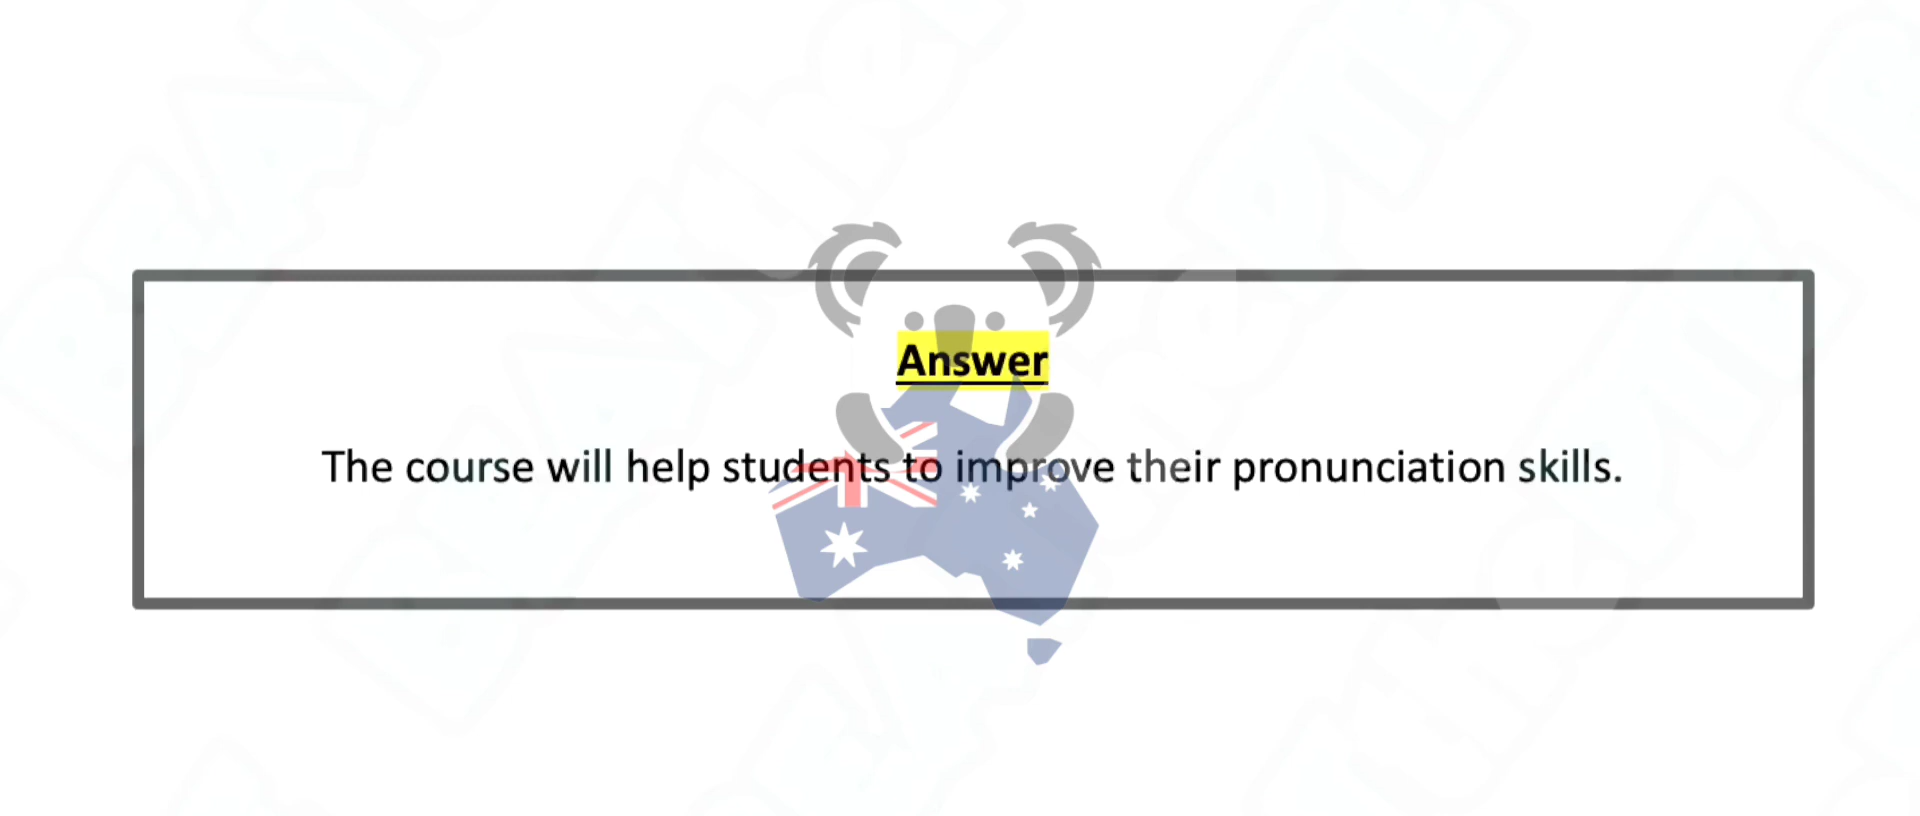 Answer
The course will help students to improve their pronunciation skills.